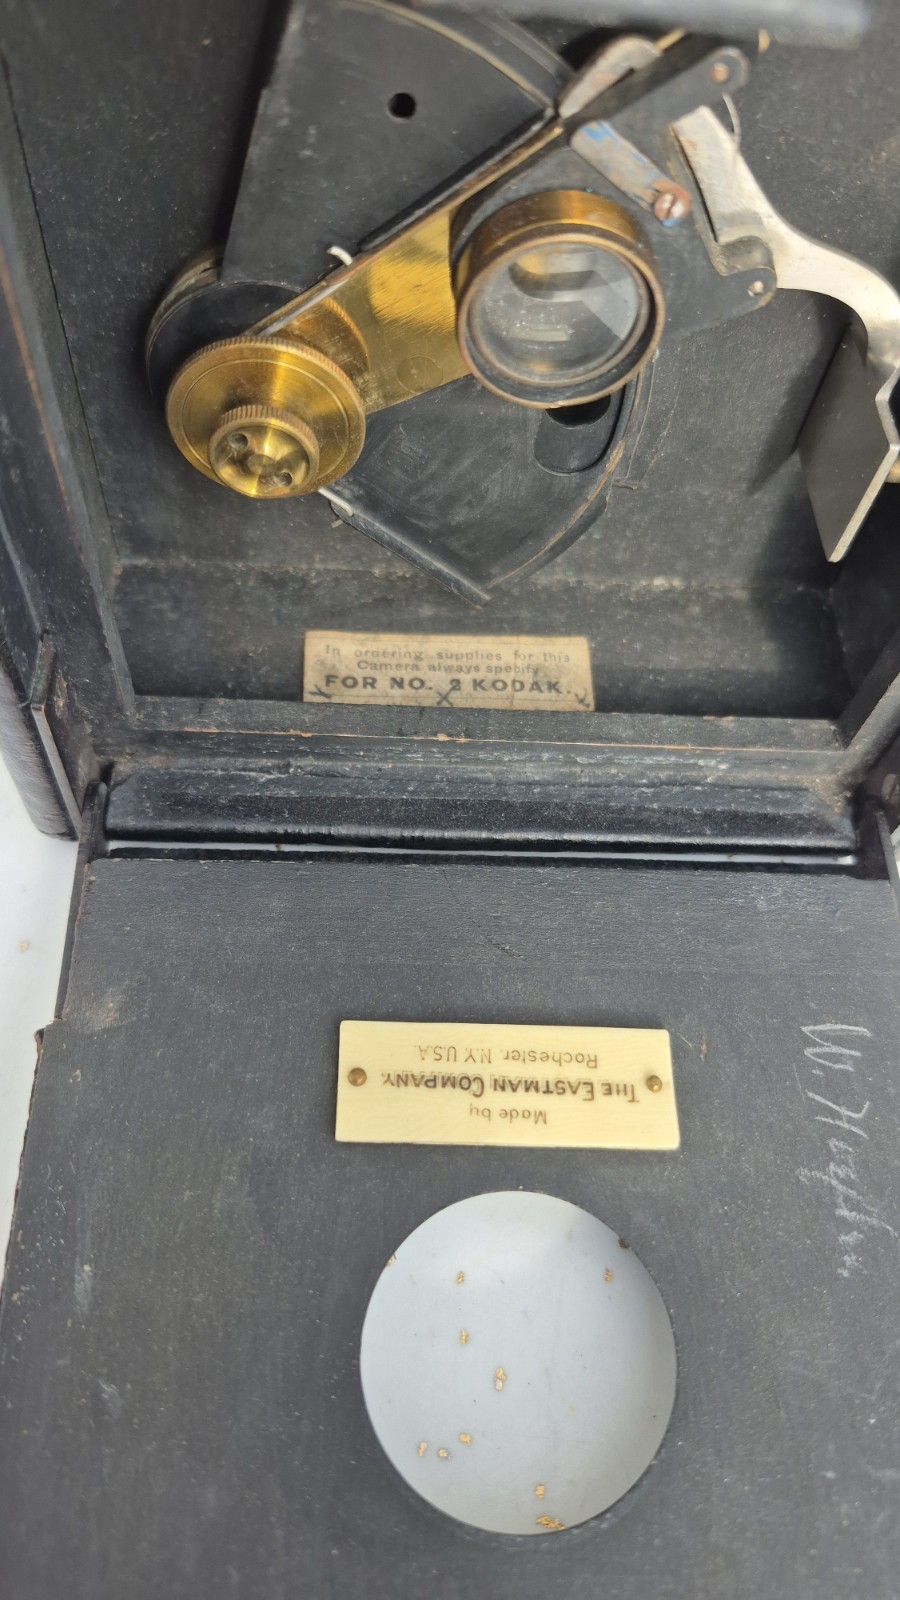 In ordering supplies for this
Camera always specify
FOR NO. 2 KODAK.
Made by
THE EASTMAN COMPANY.
Rochester. N.Y. U.S.A.
W.